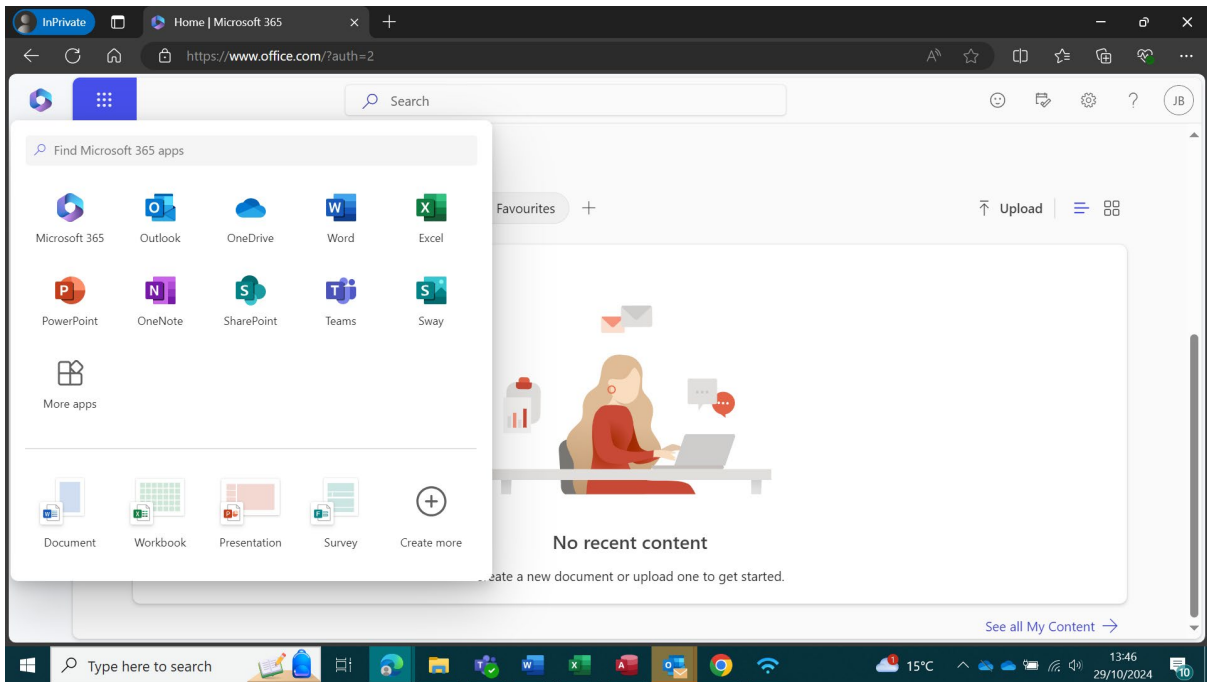 InPrivate
Home | Microsoft 365
https://www.office.com/?auth=2
Search
JB
Find Microsoft 365 apps
Microsoft 365 Outlook OneDrive Word Excel
PowerPoint OneNote SharePoint Teams Sway
More apps
Document Workbook Presentation Survey Create more
Favourites
Upload
No recent content
eate a new document or upload one to get started.
See all My Content
Type here to search
15°C
13:46
29/10/2024
10